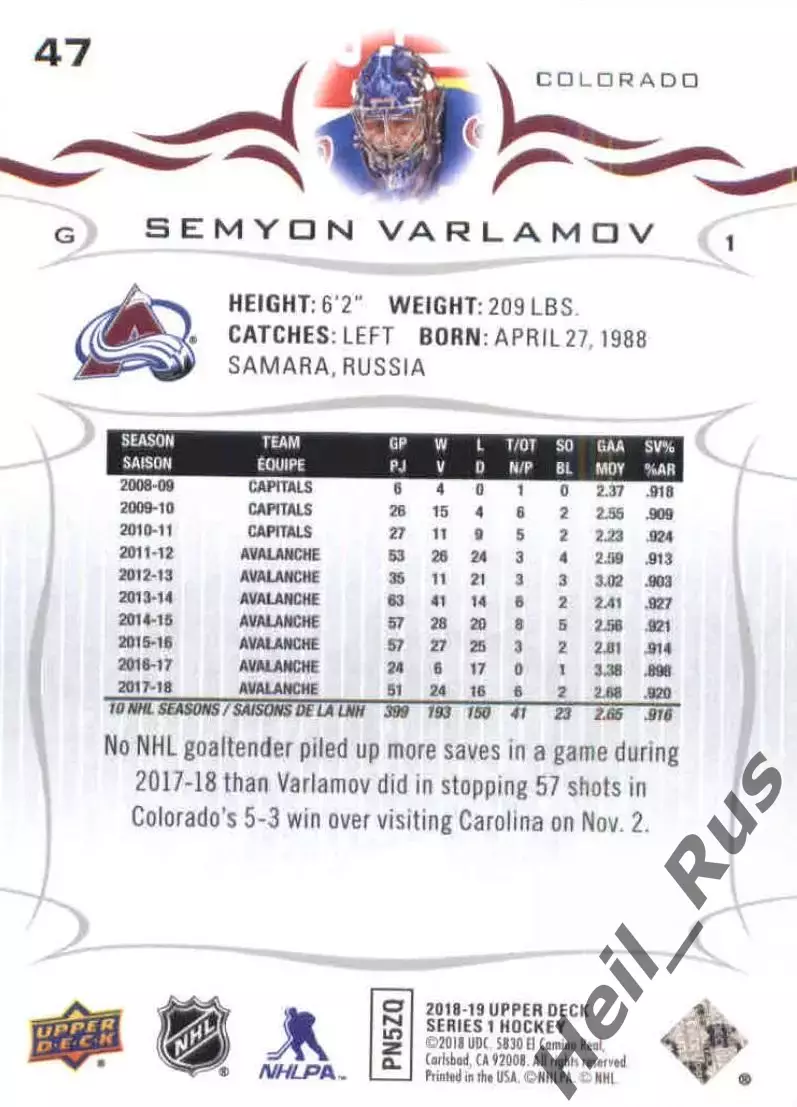 47
COLORADO
G SEMYON VARLAMOV 1
HEIGHT: 6'2" WEIGHT: 209 LBS.
CATCHES: LEFT BORN: APRIL 27, 1988
SAMARA, RUSSIA
SEASON TEAM GP W L T/OT SO GAA SV%
SAISON ÉQUIPE PJ V D N/P BL MOY %AR
2008-09 CAPITALS 6 4 0 1 0 2.37 .918
2009-10 CAPITALS 26 15 4 6 2 2.55 .909
2010-11 CAPITALS 27 11 9 5 2 2.23 .924
2011-12 AVALANCHE 53 26 24 3 4 2.59 .913
2012-13 AVALANCHE 35 11 21 3 3 3.02 .903
2013-14 AVALANCHE 63 41 14 6 2 2.41 .927
2014-15 AVALANCHE 57 28 20 8 5 2.56 .921
2015-16 AVALANCHE 57 27 25 3 2 2.81 .914
2016-17 AVALANCHE 24 6 17 0 1 3.38 .898
2017-18 AVALANCHE 51 24 16 6 2 2.68 .920
10 NHL SEASONS / SAISONS DE LA LNH 399 193 150 41 23 2.65 .916
No NHL goaltender piled up more saves in a game during
2017-18 than Varlamov did in stopping 57 shots in
Colorado's 5-3 win over visiting Carolina on Nov. 2.
Heil_Rus
UPPER DECK
NHL
NHLPA
PN5ZQ
2018-19 UPPER DECK
SERIES 1 HOCKEY
©2018 UDC. 5830 El Camino Real,
Carlsbad, CA 92008. All rights reserved
Printed in the USA. ©NHLPA. © NHL.